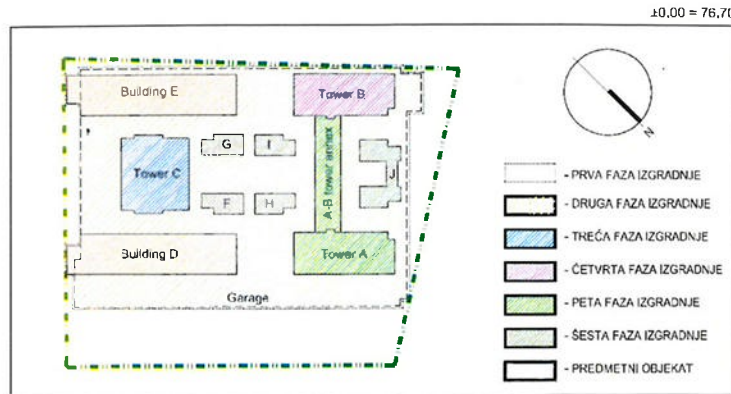 ±0,00 = 76,70
Building E
Tower B
G
I
A-B tower annex
J
Tower C
F
H
Building D
Tower A
Garage
N
- PRVA FAZA IZGRADNJE
- DRUGA FAZA IZGRADNJE
- TREĆA FAZA IZGRADNJE
- ČETVRTA FAZA IZGRADNJE
- PETA FAZA IZGRADNJE
- ŠESTA FAZA IZGRADNJE
- PREDMETNI OBJEKAT